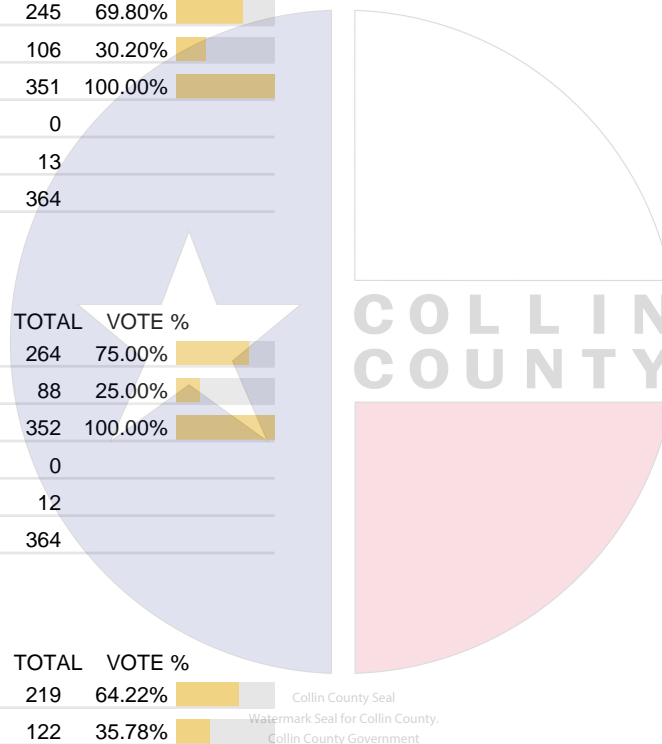 245 69.80%
106 30.20%
351 100.00%
0
13
364
COLLIN
COUNTY
TOTAL VOTE %
264 75.00%
88 25.00%
352 100.00%
0
12
364
TOTAL VOTE %
219 64.22%
122 35.78%
Collin County Seal
Watermark Seal for Collin County.
Collin County Government